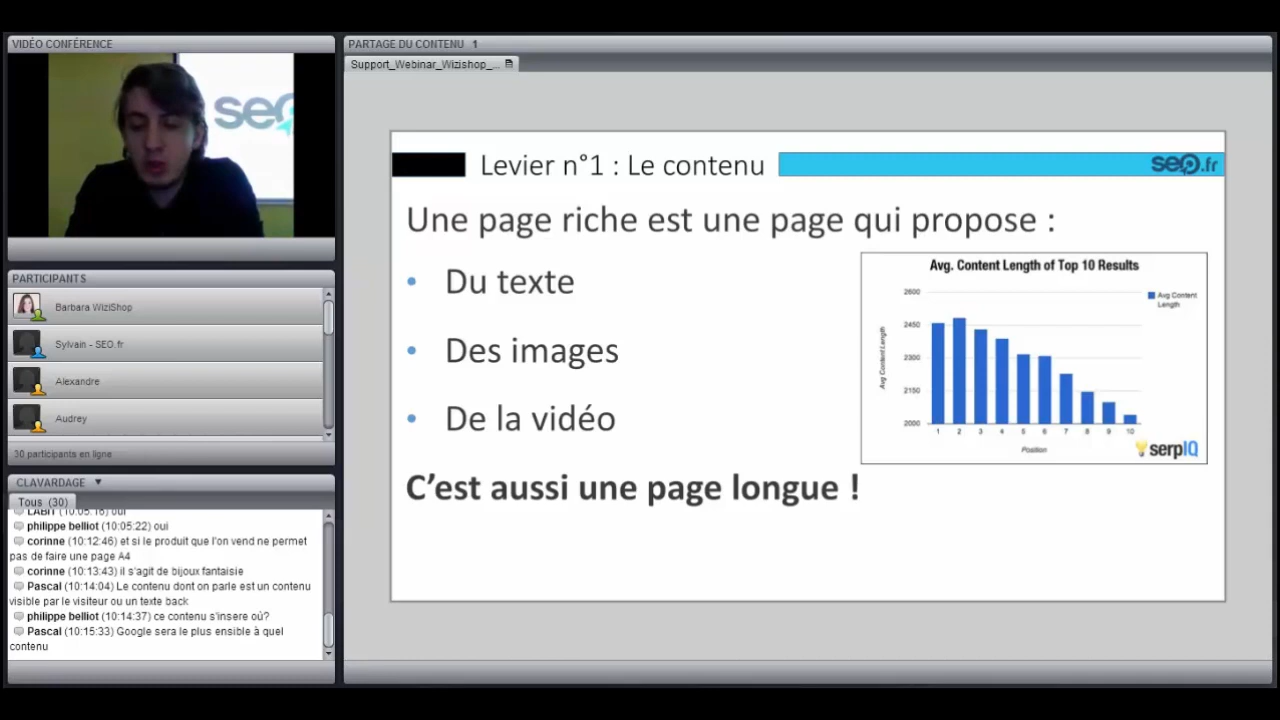 VIDÉO CONFÉRENCE
seo
PARTICIPANTS
Barbara WiziShop
Sylvain - SEO.fr
Alexandre
Audrey
30 participants en ligne
CLAVARDAGE
Tous (30)
LABIT (10:05:16) oui
philippe belliot (10:05:22) oui
corinne (10:12:46) et si le produit que l'on vend ne permet
pas de faire une page A4
corinne (10:13:43) il s'agit de bijoux fantaisie
Pascal (10:14:04) Le contenu dont on parle est un contenu
visible par le visiteur ou un texte back
philippe belliot (10:14:37) ce contenu s'insere où?
Pascal (10:15:33) Google sera le plus ensible à quel
contenu
PARTAGE DU CONTENU 1
Support_Webinar_Wizishop_...
Levier n°1 : Le contenu
seo.fr
Une page riche est une page qui propose :
• Du texte
• Des images
• De la vidéo
C'est aussi une page longue !
Avg. Content Length of Top 10 Results
Avg Content
Length
Avg Content Length
2600
2450
2300
2150
2000
1 2 3 4 5 6 7 8 9 10
Position
serpIQ